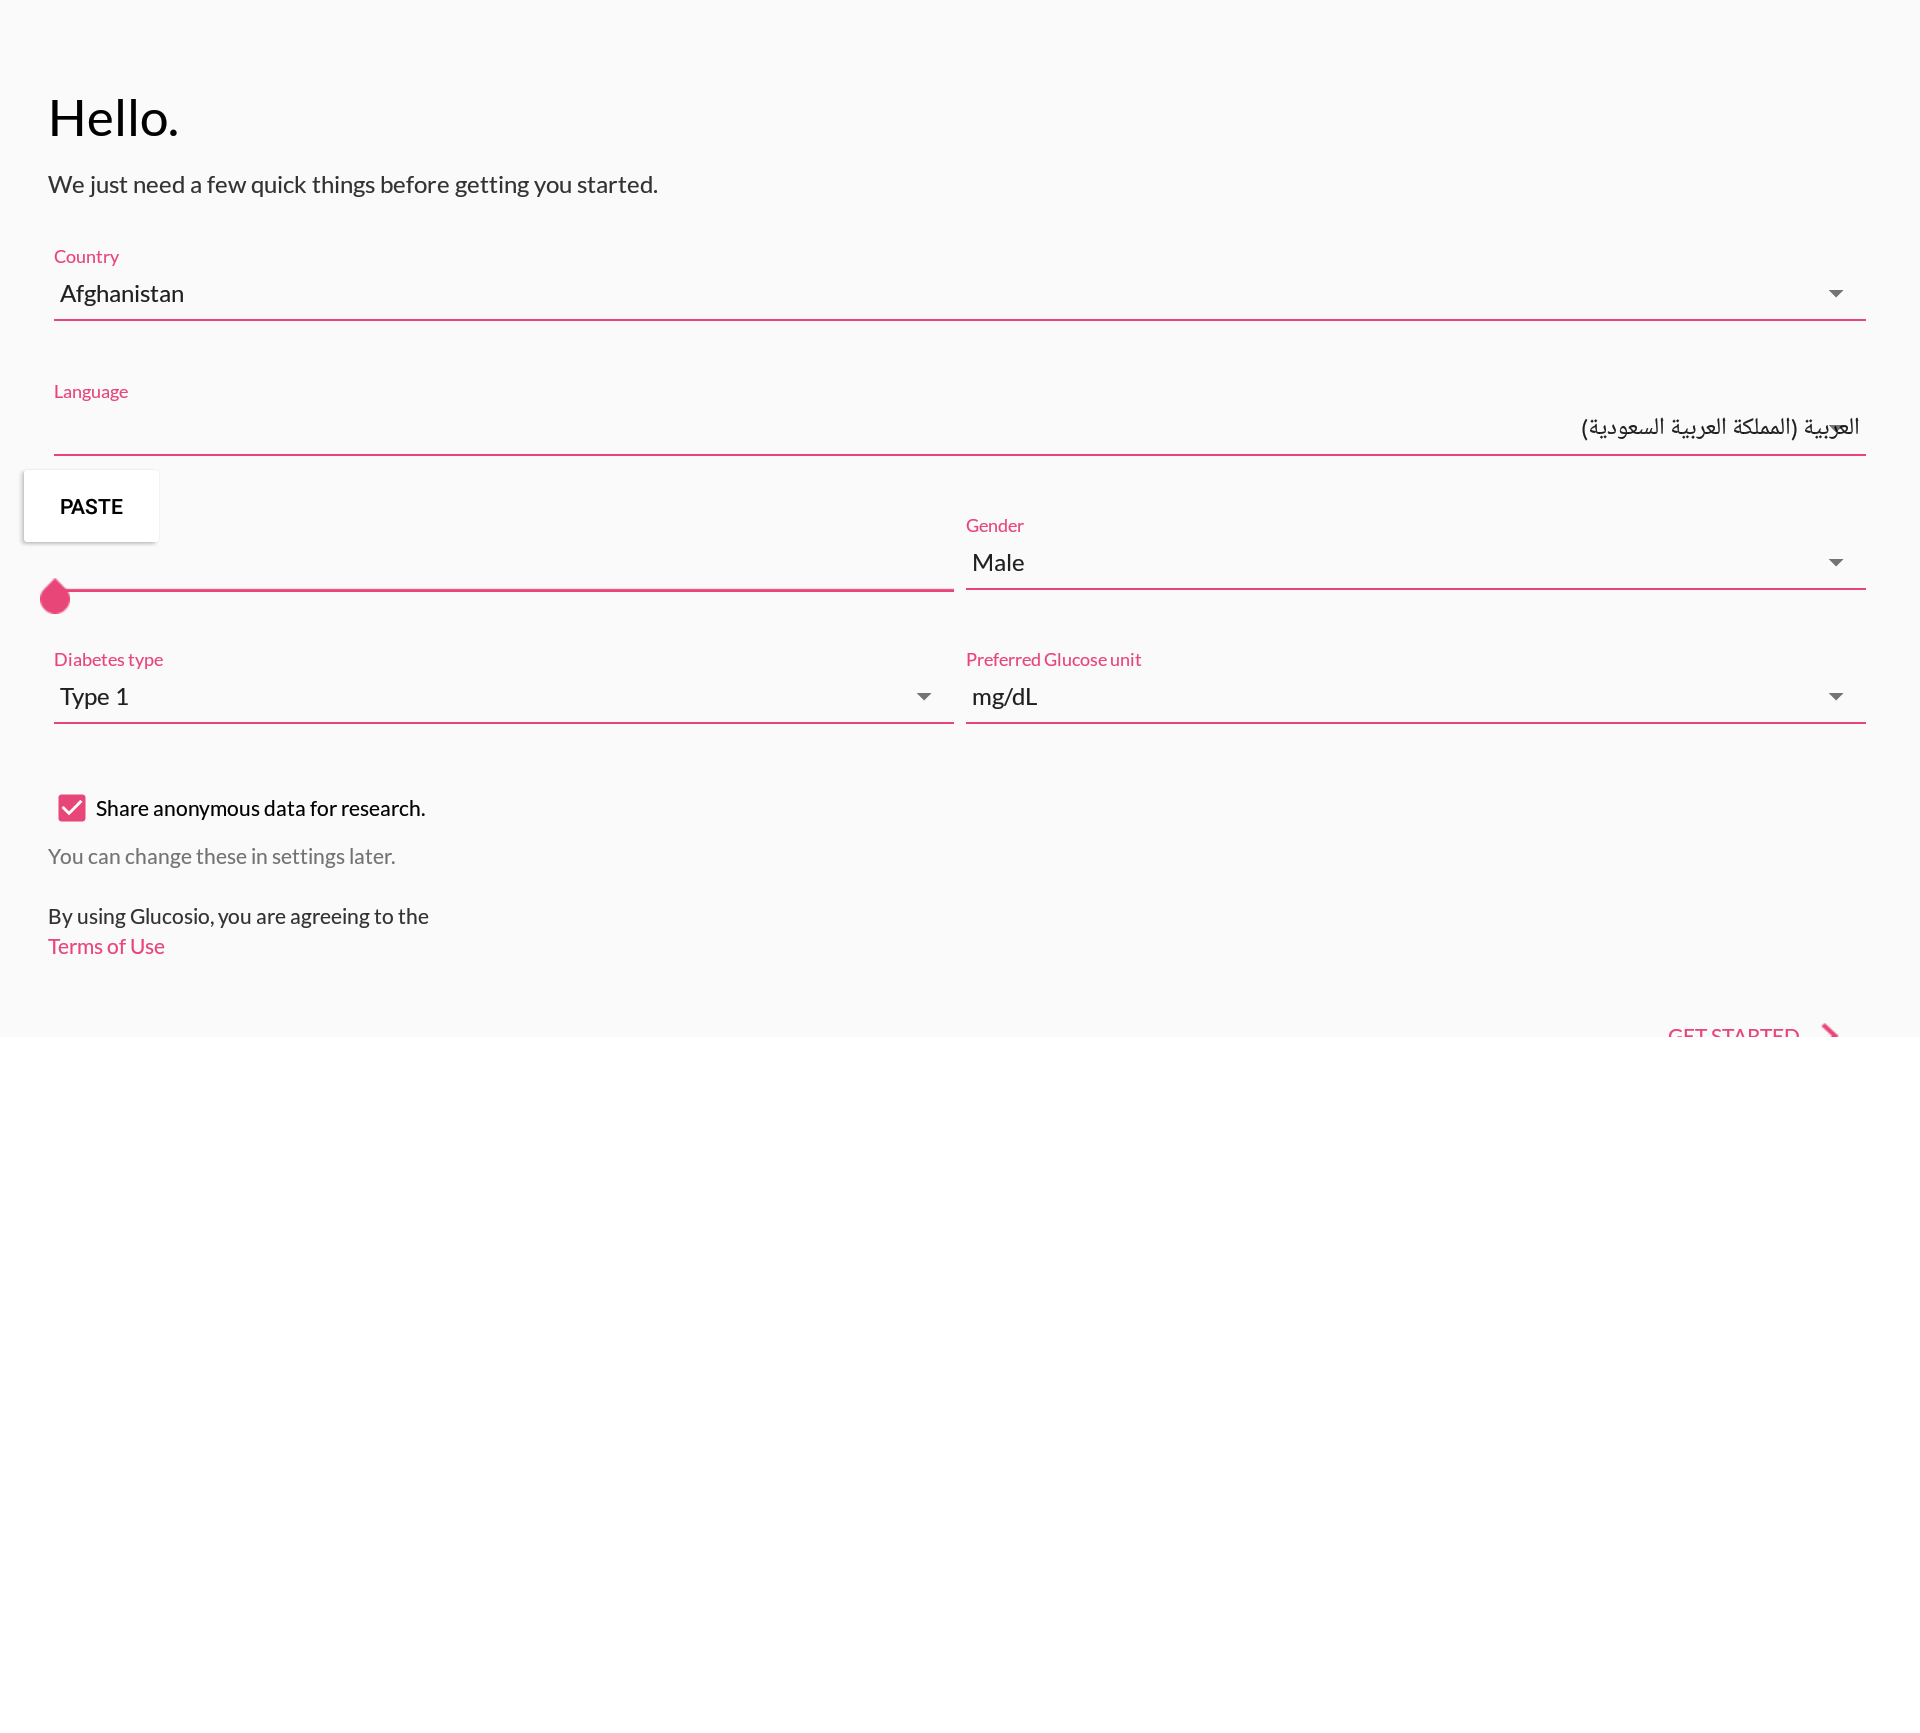 Hello.
We just need a few quick things before getting you started.
Country
Afghanistan
Language
العربية (المملكة العربية السعودية)
PASTE
Gender
Male
Diabetes type
Type 1
Preferred Glucose unit
mg/dL
Share anonymous data for research.
You can change these in settings later.
By using Glucosio, you are agreeing to the
Terms of Use
GET STARTED